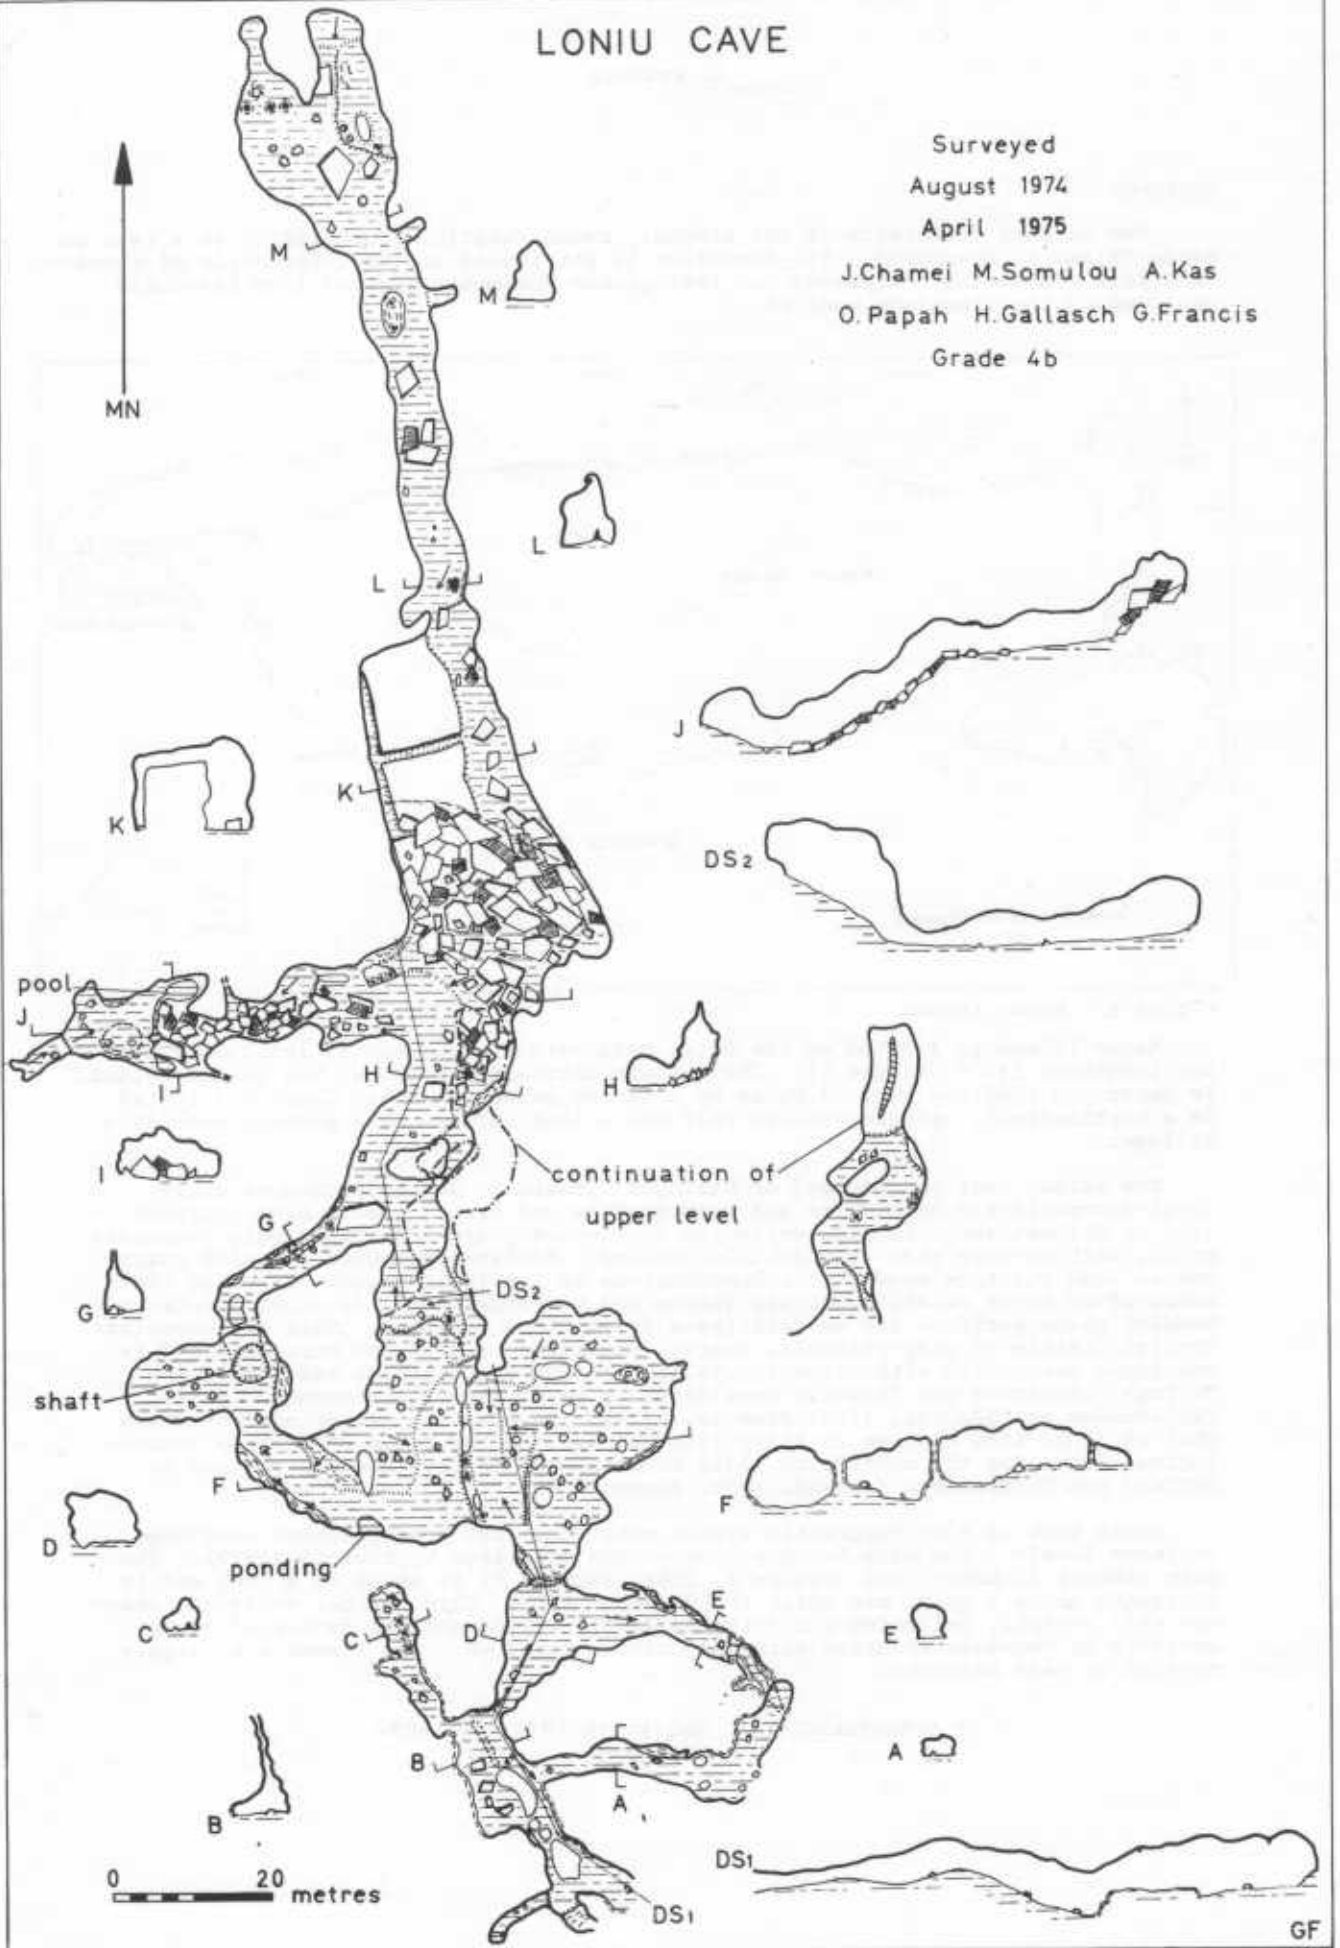 LONIU CAVE
Surveyed
August 1974
April 1975
J.Chamei M.Somulou A.Kas
O.Papah H.Gallasch G.Francis
Grade 4b
MN
M
M
L
L
J
K
K
DS2
pool
J
H
H
I
I
continuation of
upper level
G
G
DS2
shaft
F
F
D
ponding
C
C
D
E
E
B
A
A
B
0 20 metres
DS1
DS1
GF